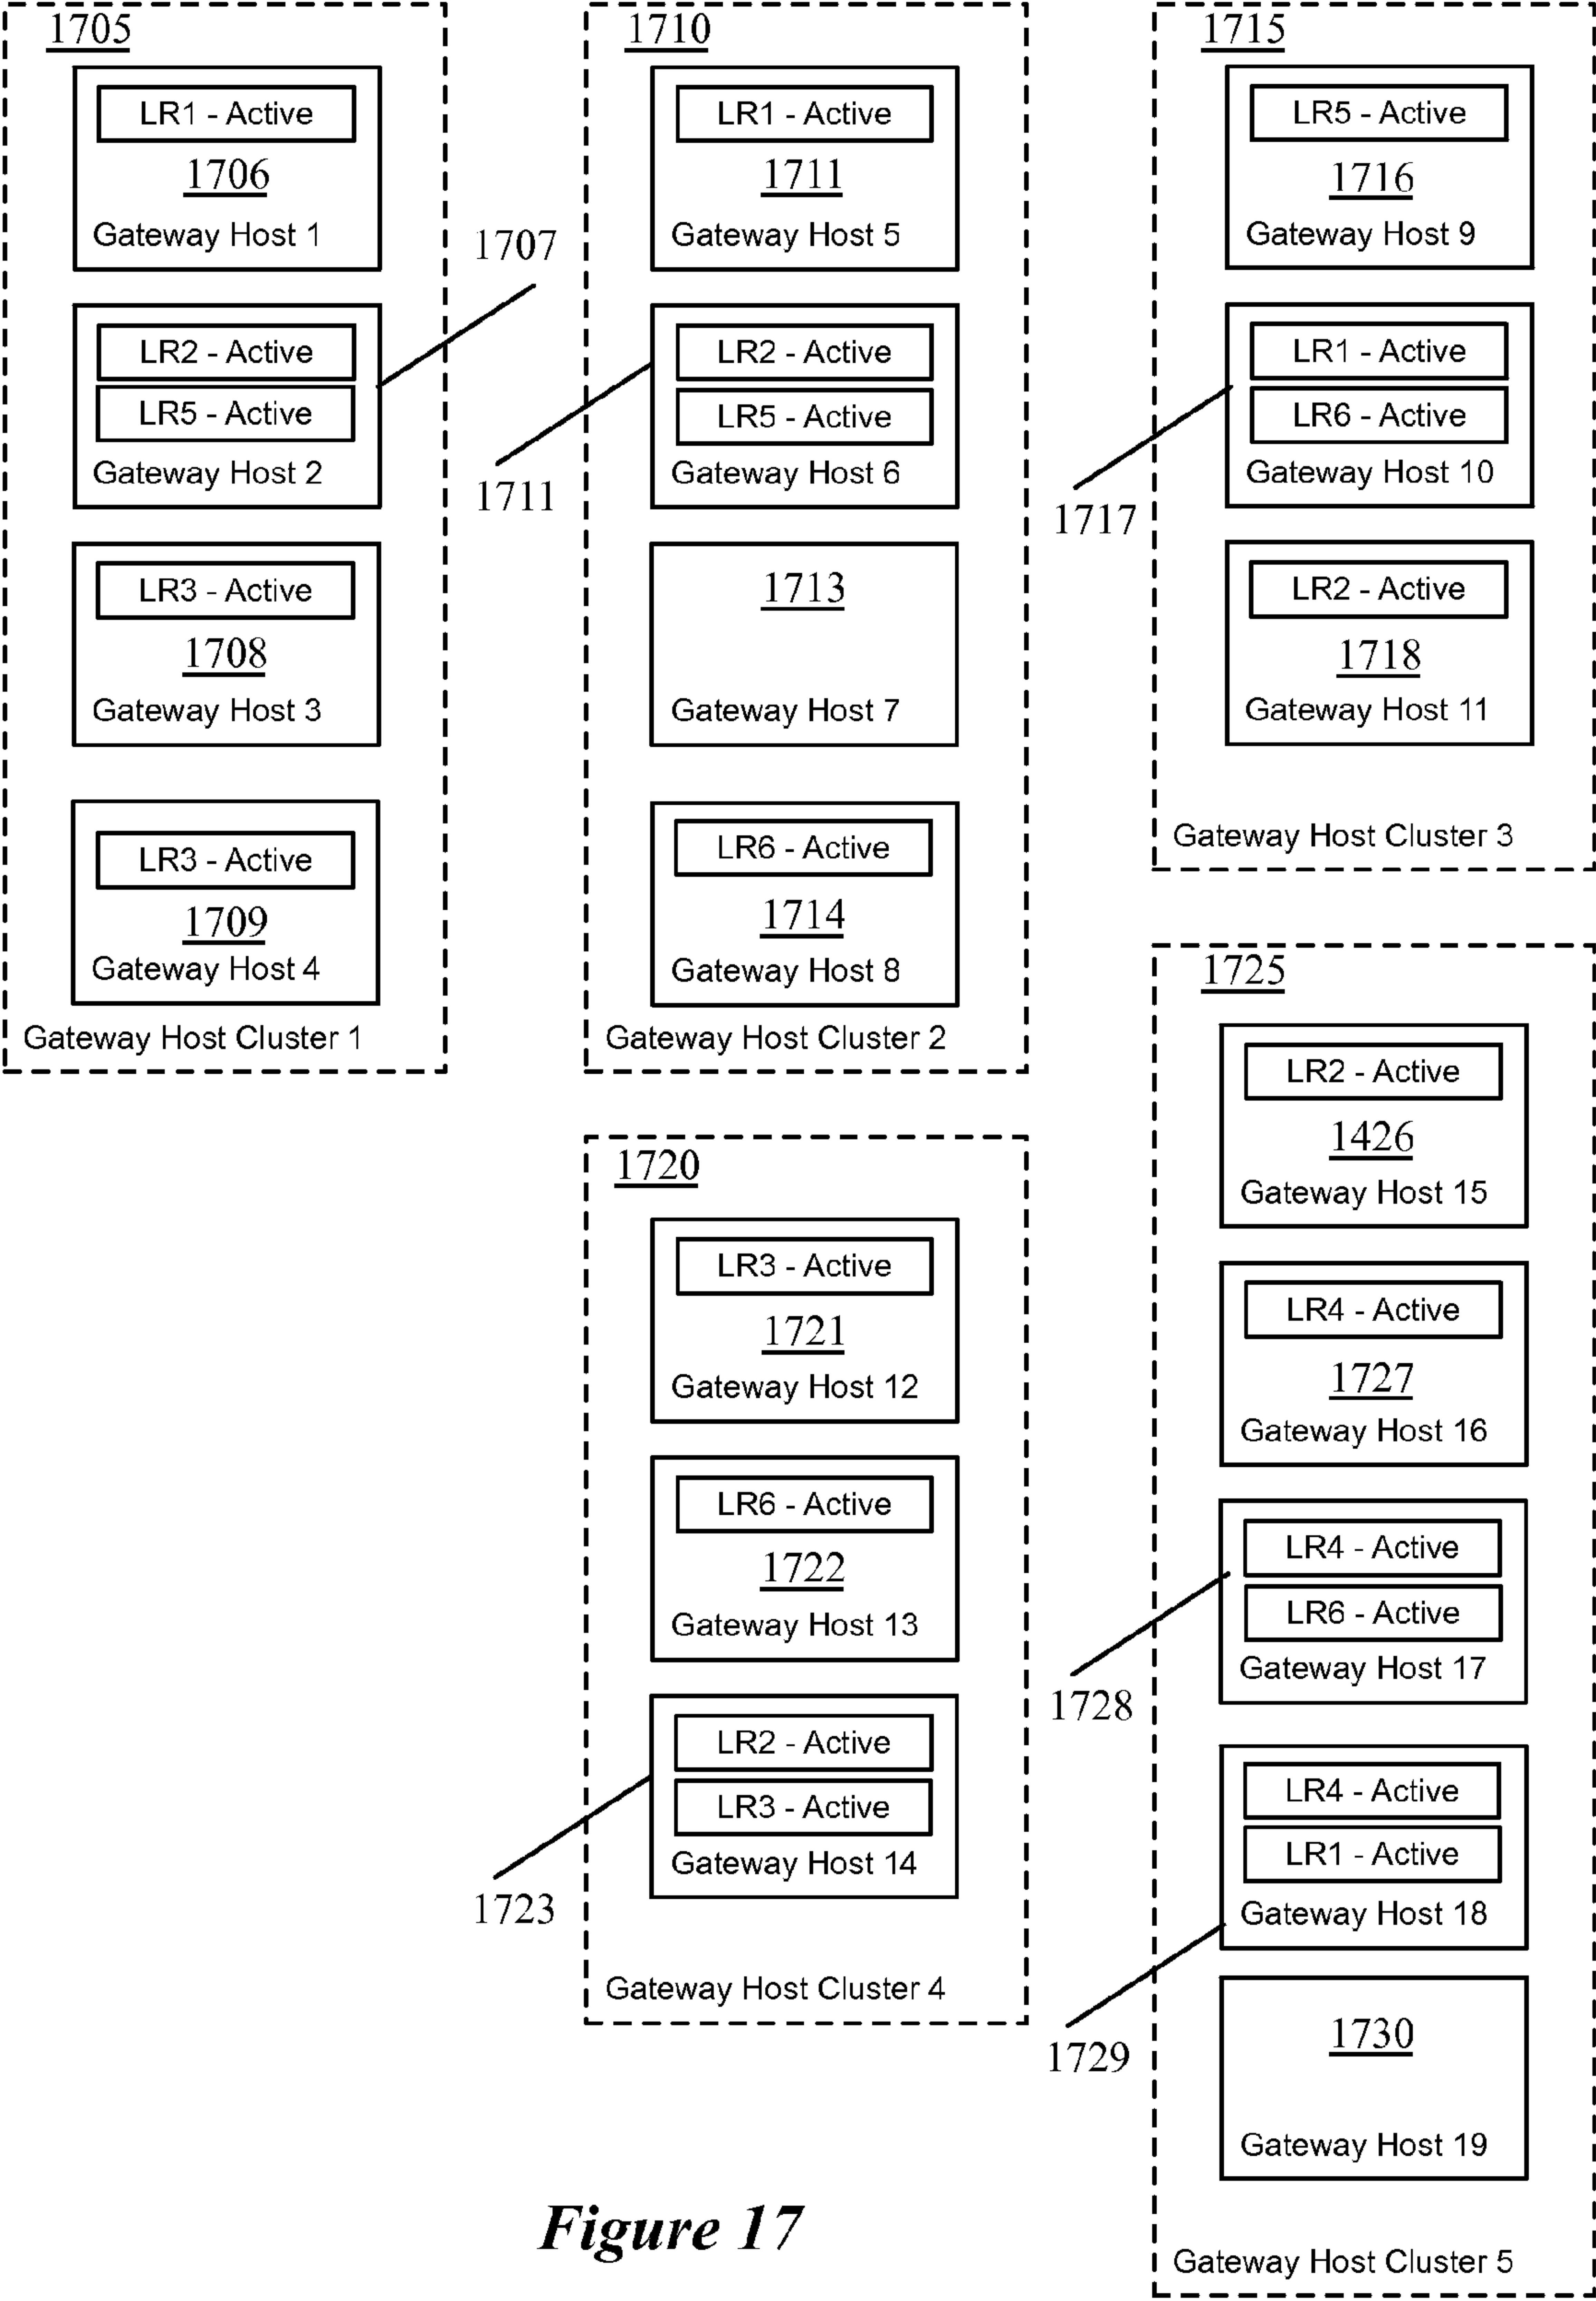 1705
LR1 - Active
1706
Gateway Host 1
LR2 - Active
LR5 - Active
Gateway Host 2
1707
LR3 - Active
1708
Gateway Host 3
LR3 - Active
1709
Gateway Host 4
Gateway Host Cluster 1
1710
LR1 - Active
1711
Gateway Host 5
LR2 - Active
LR5 - Active
Gateway Host 6
1711
1713
Gateway Host 7
LR6 - Active
1714
Gateway Host 8
Gateway Host Cluster 2
1715
LR5 - Active
1716
Gateway Host 9
LR1 - Active
LR6 - Active
Gateway Host 10
1717
LR2 - Active
1718
Gateway Host 11
Gateway Host Cluster 3
1720
LR3 - Active
1721
Gateway Host 12
LR6 - Active
1722
Gateway Host 13
LR2 - Active
LR3 - Active
Gateway Host 14
1723
Gateway Host Cluster 4
1725
LR2 - Active
1426
Gateway Host 15
LR4 - Active
1727
Gateway Host 16
LR4 - Active
LR6 - Active
Gateway Host 17
1728
LR4 - Active
LR1 - Active
Gateway Host 18
1729
1730
Gateway Host 19
Gateway Host Cluster 5
Figure 17